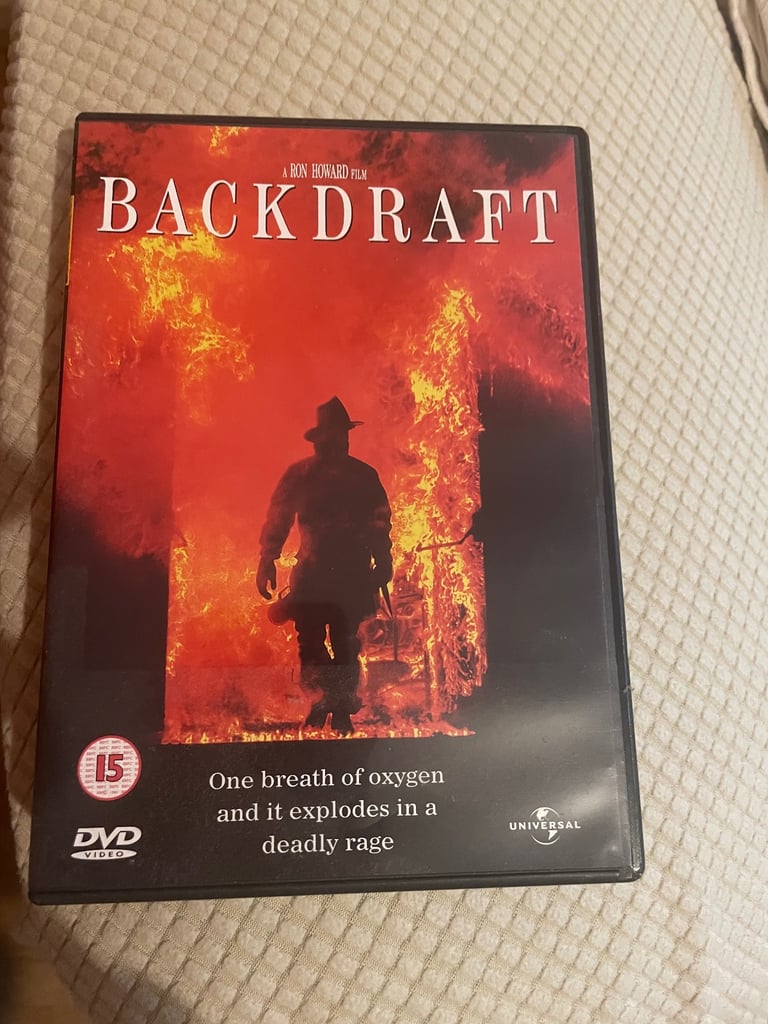 A RON HOWARD FILM
BACKDRAFT
15
One breath of oxygen
and it explodes in a
deadly rage
DVD
VIDEO
UNIVERSAL